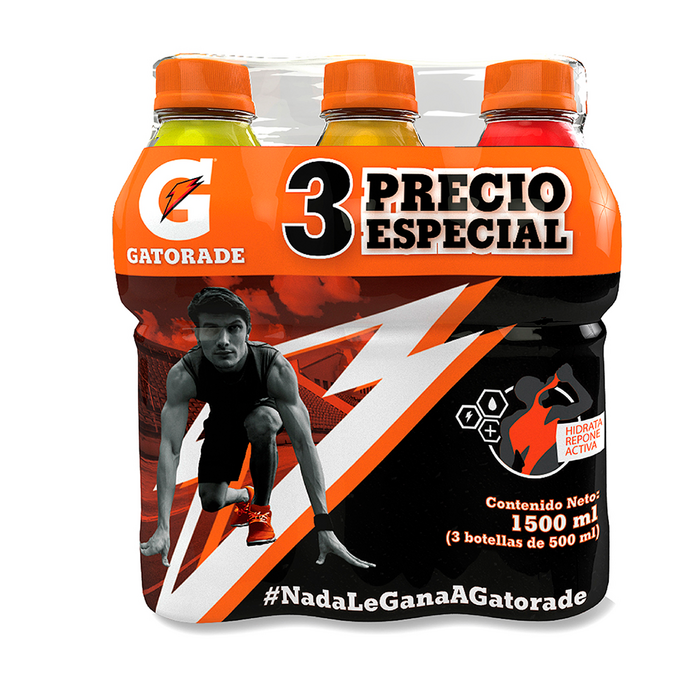 G
GATORADE
3 PRECIO
ESPECIAL
HIDRATA
REPONE
ACTIVA
Contenido Neto:
1500 ml
(3 botellas de 500 ml)
#NadaLeGanaAGatorade